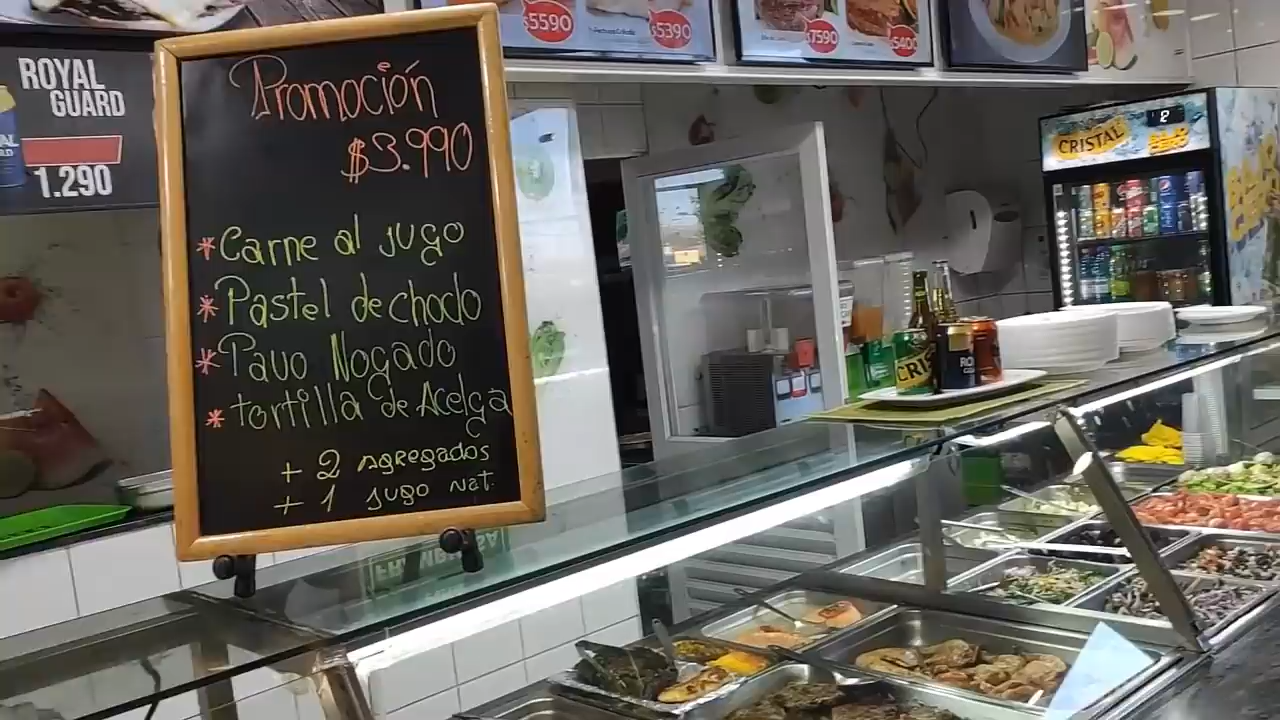 Promoción
$3.990
*Carne al jugo
*Pastel de choclo
*Pavo Nogado
*tortilla de Acelga
+ 2 Agregados
+ 1 jugo Nat.
ROYAL
GUARD
1.290
$5590
$5390
$7590
CRISTAL